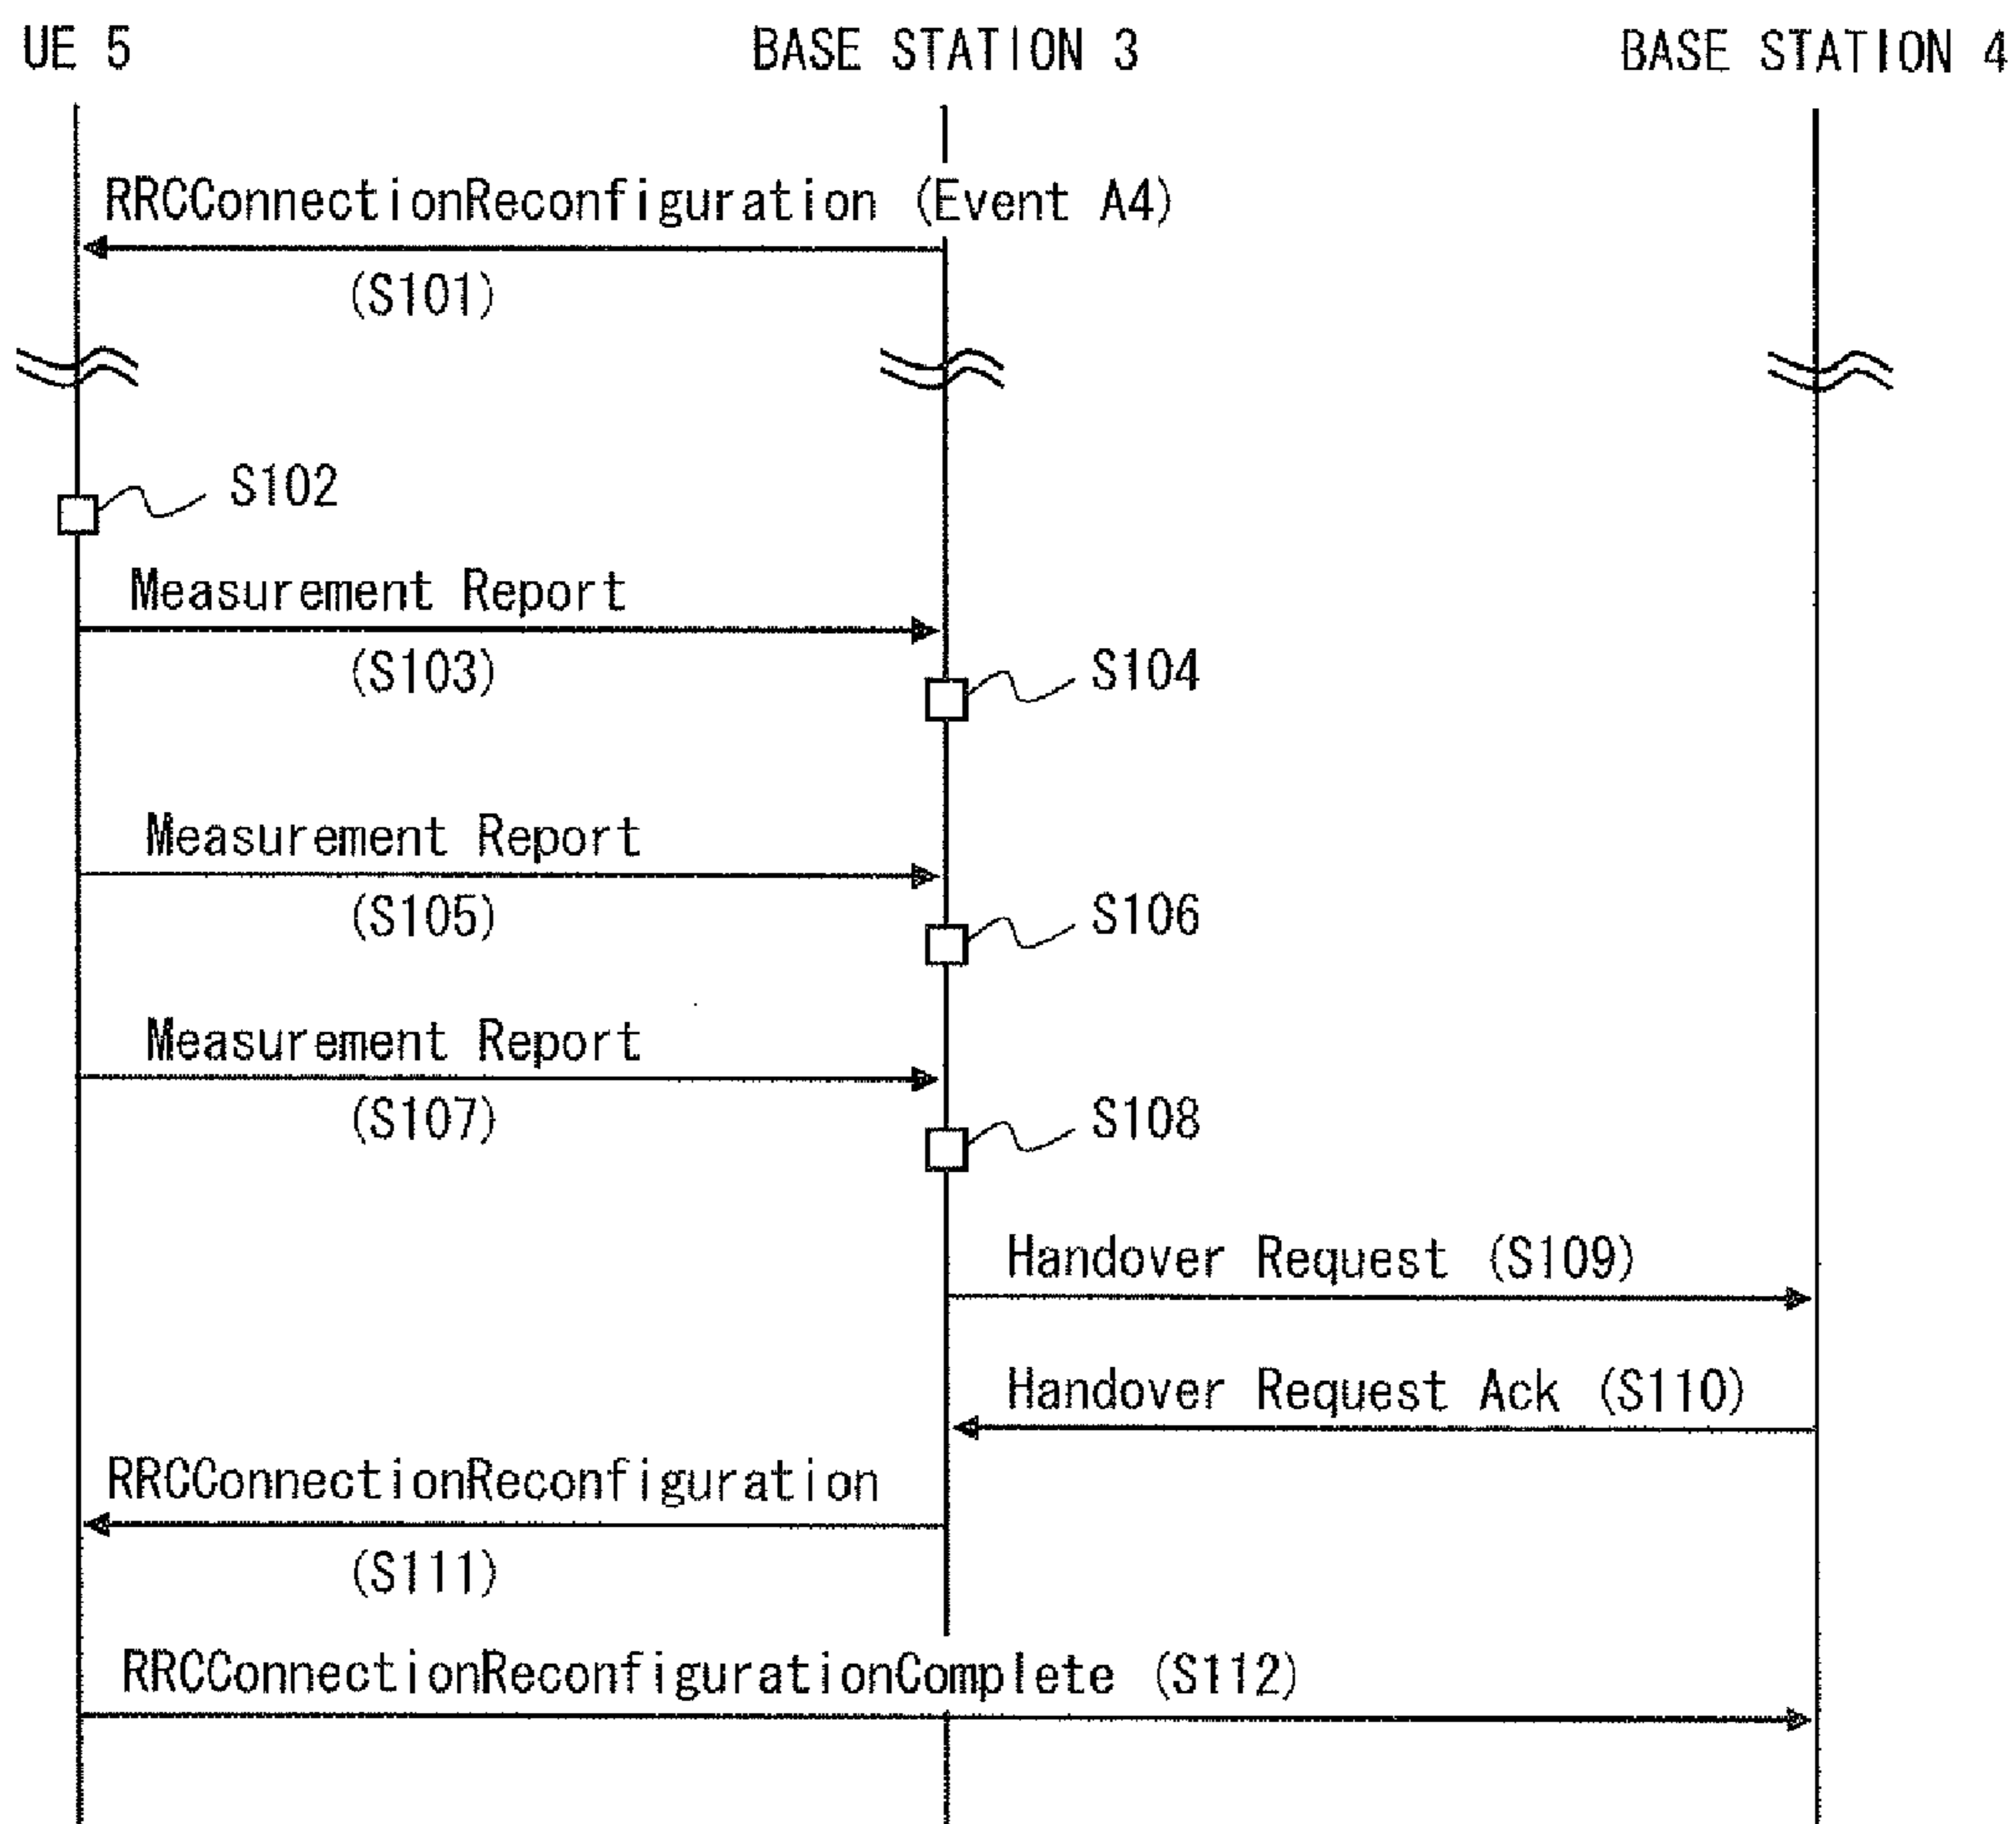 UE 5
BASE STATION 3
BASE STATION 4
RRCConnectionReconfiguration (Event A4)
(S101)
S102
Measurement Report
(S103)
S104
Measurement Report
(S105)
S106
Measurement Report
(S107)
S108
Handover Request (S109)
Handover Request Ack (S110)
RRCConnectionReconfiguration
(S111)
RRCConnectionReconfigurationComplete (S112)